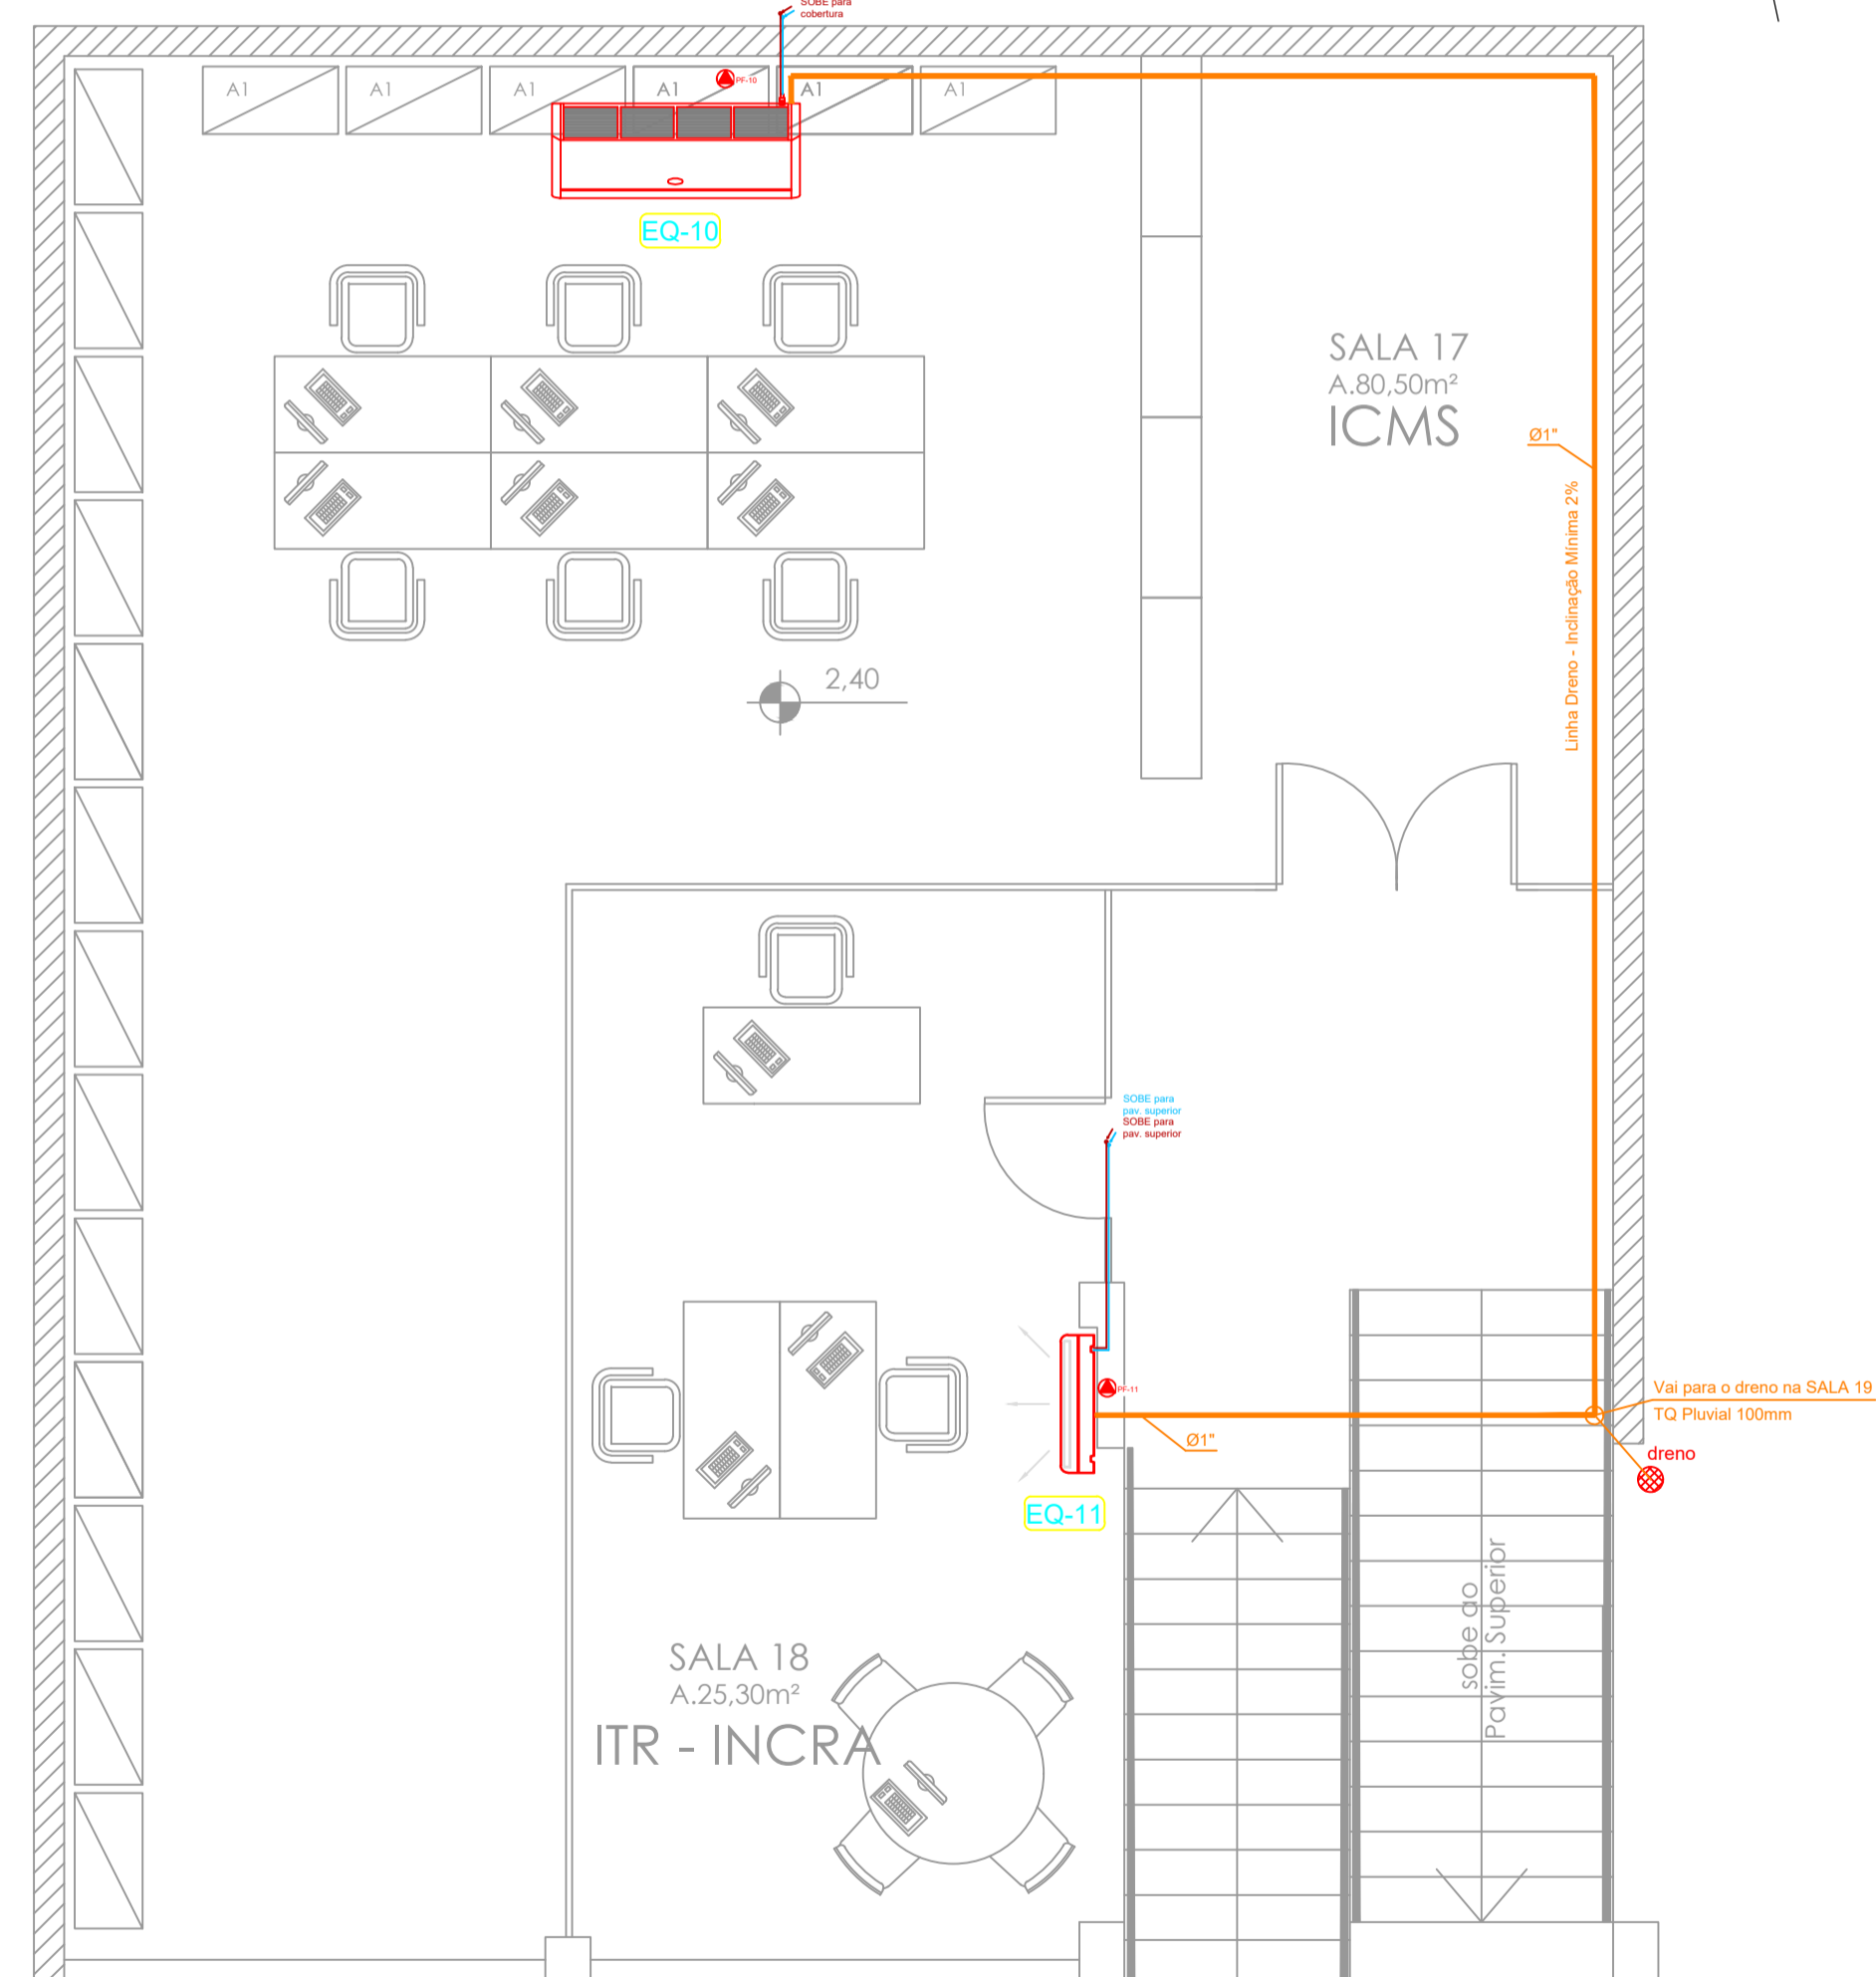 SOBE para
cobertura
A1
A1
A1
A1
A1
A1
PF-10
EQ-10
SALA 17
A.80,50m²
ICMS
Ø1"
Linha Dreno - Inclinação Mínima 2%
2,40
SOBE para
pav. superior
SOBE para
pav. superior
PF-11
Ø1"
EQ-11
Vai para o dreno na SALA 19
TQ Pluvial 100mm
dreno
sobe ao
Pavim. Superior
SALA 18
A.25,30m²
ITR - INCRA